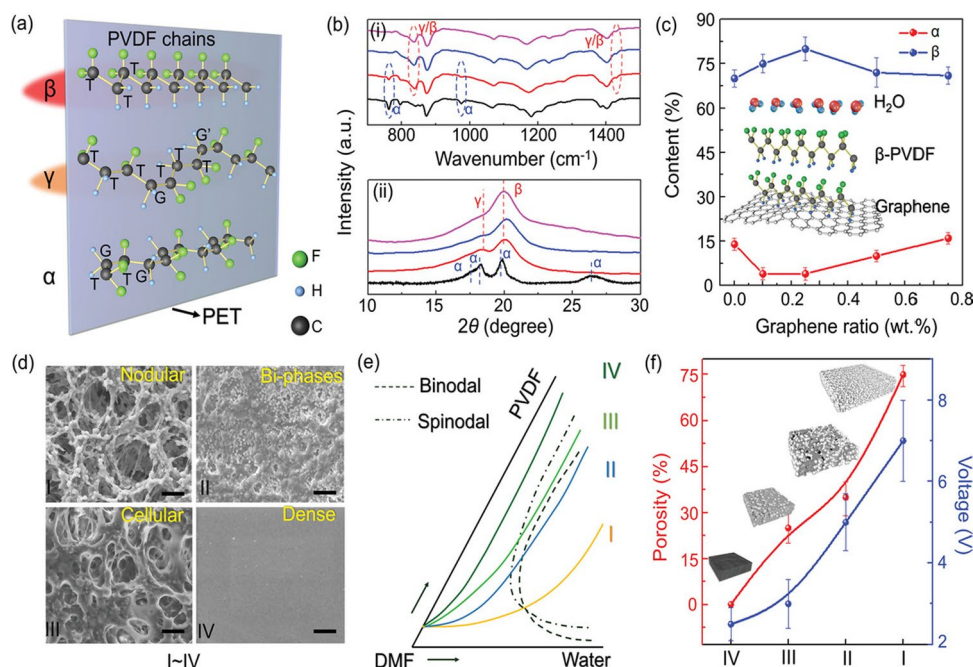 (a)
PVDF chains
β
T
T
γ
T
T
T
G
T
G'
T
α
G
T
G
T
F
H
C
PET
(b)
(i)
γ/β
γ/β
α
α
800 1000 1200 1400
Wavenumber (cm-1)
Intensity (a.u.)
(ii)
γ
β
α
α
α
α
10 15 20 25 30
2θ (degree)
(c)
α
β
90
75
60
45
30
15
0
Content (%)
H2O
β-PVDF
Graphene
0.0 0.2 0.4 0.6 0.8
Graphene ratio (wt.%)
(d)
Nodular
I
Bi-phases
II
Cellular
III
Dense
IV
I~IV
(e)
Binodal
Spinodal
PVDF
IV
III
II
I
DMF
Water
(f)
75
60
45
30
15
0
Porosity (%)
8
6
4
2
Voltage (V)
IV III II I